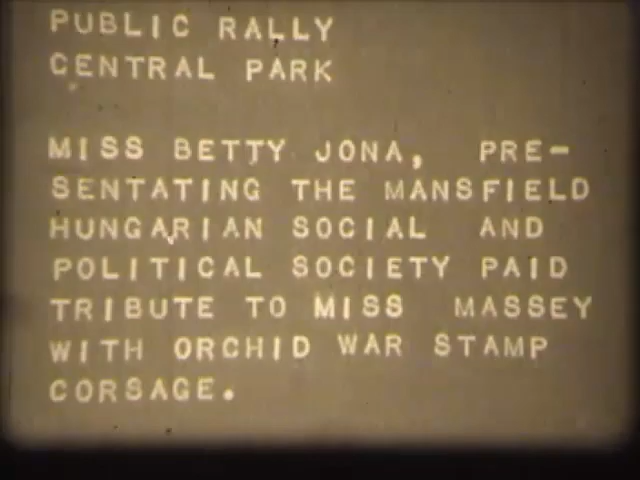 PUBLIC RALLY
CENTRAL PARK
MISS BETTY JONA, PRE-
SENTATING THE MANSFIELD
HUNGARIAN SOCIAL AND
POLITICAL SOCIETY PAID
TRIBUTE TO MISS MASSEY
WITH ORCHID WAR STAMP
CORSAGE.